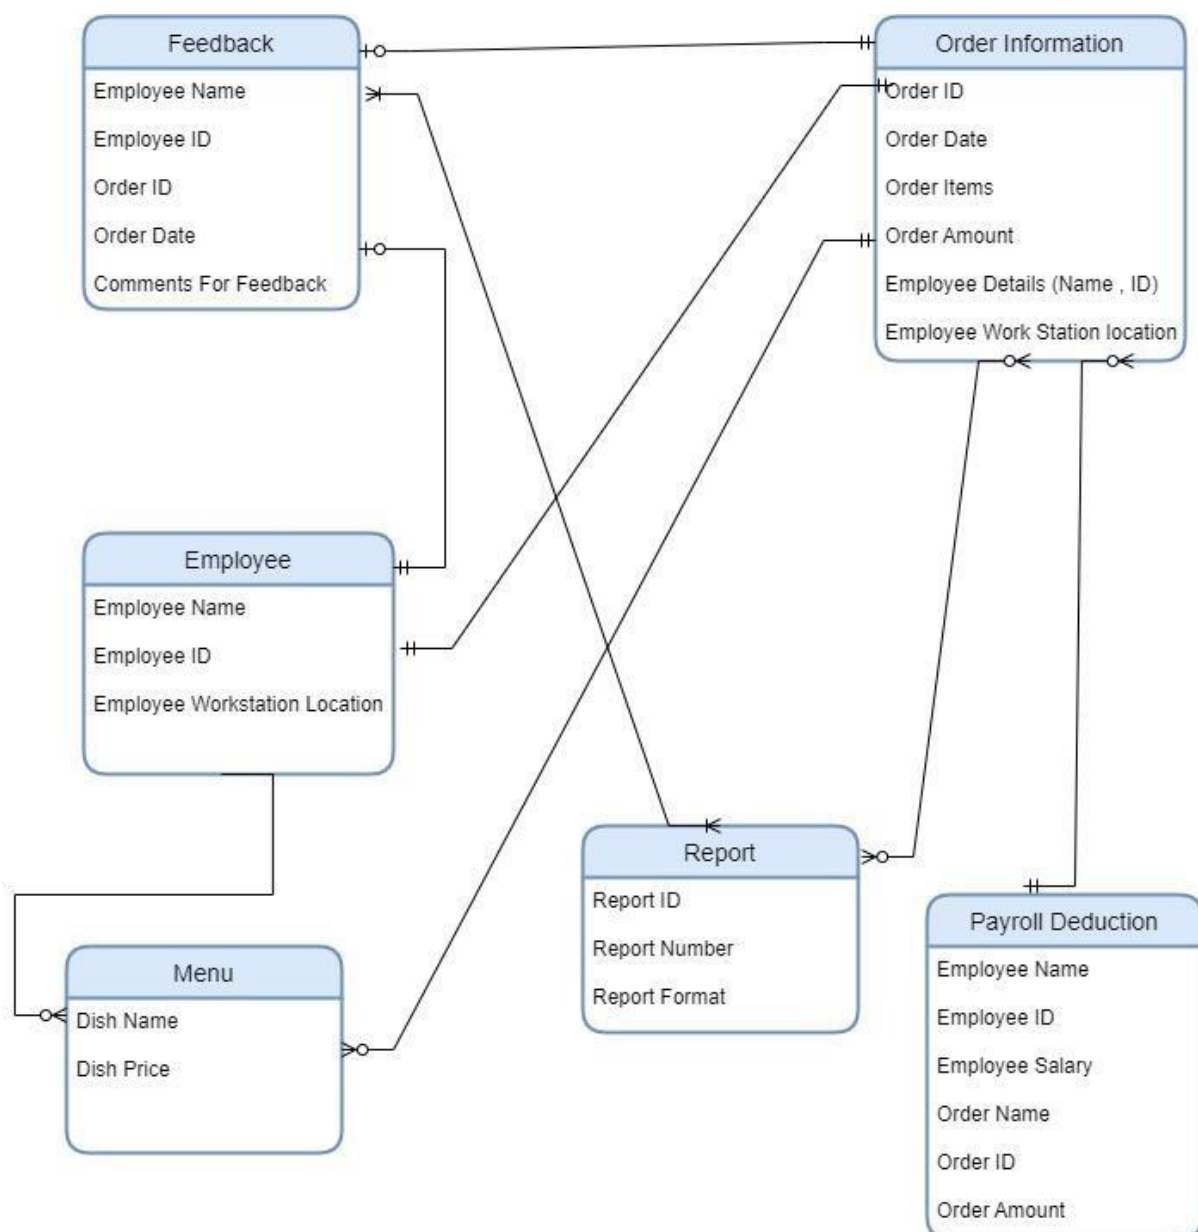 Feedback
Employee Name
Employee ID
Order ID
Order Date
Comments For Feedback
Order Information
Order ID
Order Date
Order Items
Order Amount
Employee Details (Name , ID)
Employee Work Station location
Employee
Employee Name
Employee ID
Employee Workstation Location
Menu
Dish Name
Dish Price
Report
Report ID
Report Number
Report Format
Payroll Deduction
Employee Name
Employee ID
Employee Salary
Order Name
Order ID
Order Amount